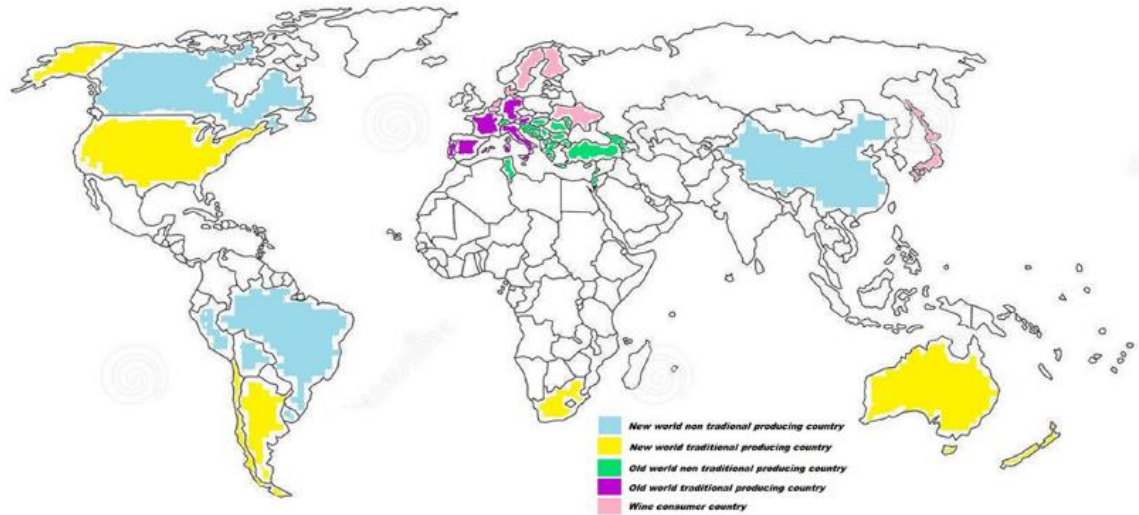 New world non tradional producing country
New world traditional producing country
Old world non traditional producing country
Old world traditional producing country
Wine consumer country